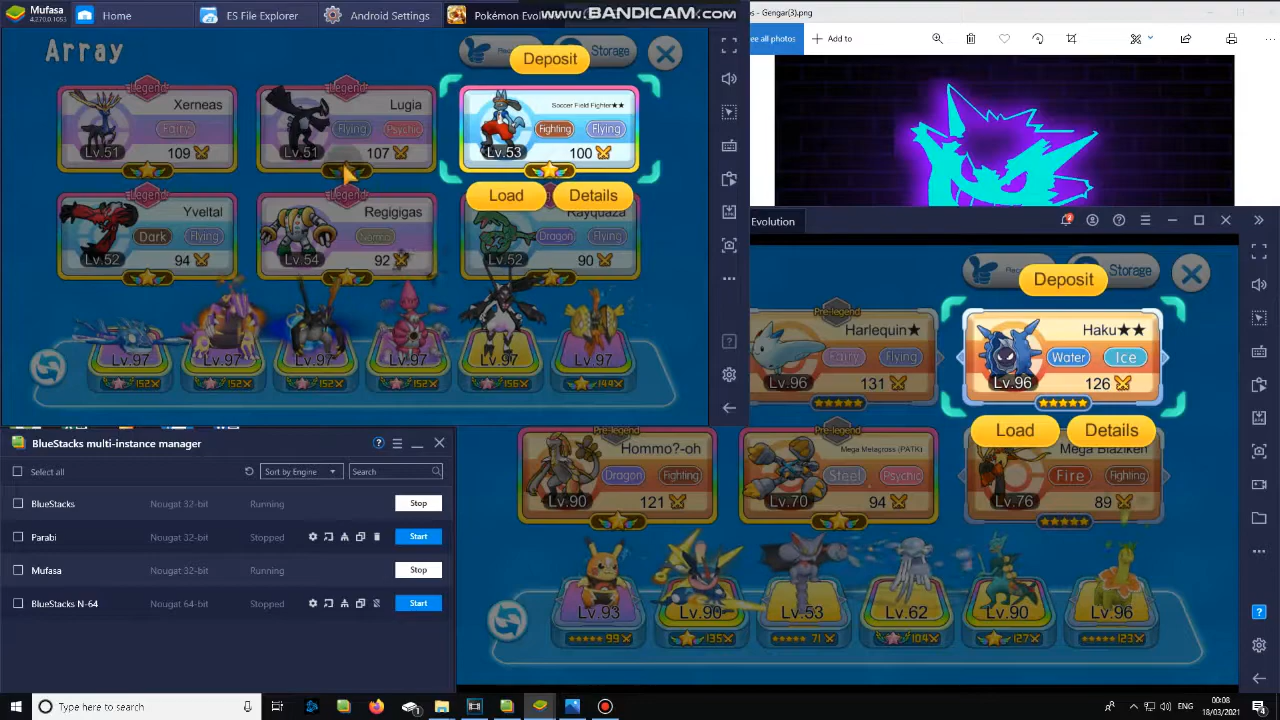 Mufasa
4.270.0.1053
Home
ES File Explorer
Android Settings
www.BANDICAM.com
s - Gengar(3).png
Array
Deposit
Storage
ee all photos
Add to
Legend
Xerneas
Fairy
Lv.51
109
Legend
Lugia
Flying
Psychic
Lv.51
107
Soccer Field Fighter★★
Fighting
Flying
Lv.53
100
Load
Details
Legend
Yveltal
Dark
Flying
Lv.52
94
Legend
Regigigas
Normal
Lv.54
92
Rayquaza
Dragon
Flying
Lv.52
90
Lv.97
Lv.97
Lv.97
Lv.97
Lv.97
Lv.97
152
152
152
152
156
144
Evolution
Deposit
Storage
Pre-legend
Harlequin★
Fairy
Flying
Lv.96
131
Haku★★
Water
Ice
Lv.96
126
Load
Details
Pre-legend
Hommo?-oh
Dragon
Fighting
Lv.90
121
Pre-legend
Mega Metagross (PATK)
Steel
Psychic
Lv.70
94
Mega Blaziken
Fire
Fighting
Lv.76
89
Lv.93
Lv.90
Lv.53
Lv.62
Lv.90
Lv.96
99
135
71
104
127
123
BlueStacks multi-instance manager
Select all
Sort by Engine
Search
BlueStacks
Nougat 32-bit
Running
Stop
Parabi
Nougat 32-bit
Stopped
Start
Mufasa
Nougat 32-bit
Running
Stop
BlueStacks N-64
Nougat 64-bit
Stopped
Start
Type here to search
ENG
00:08
18/03/2021